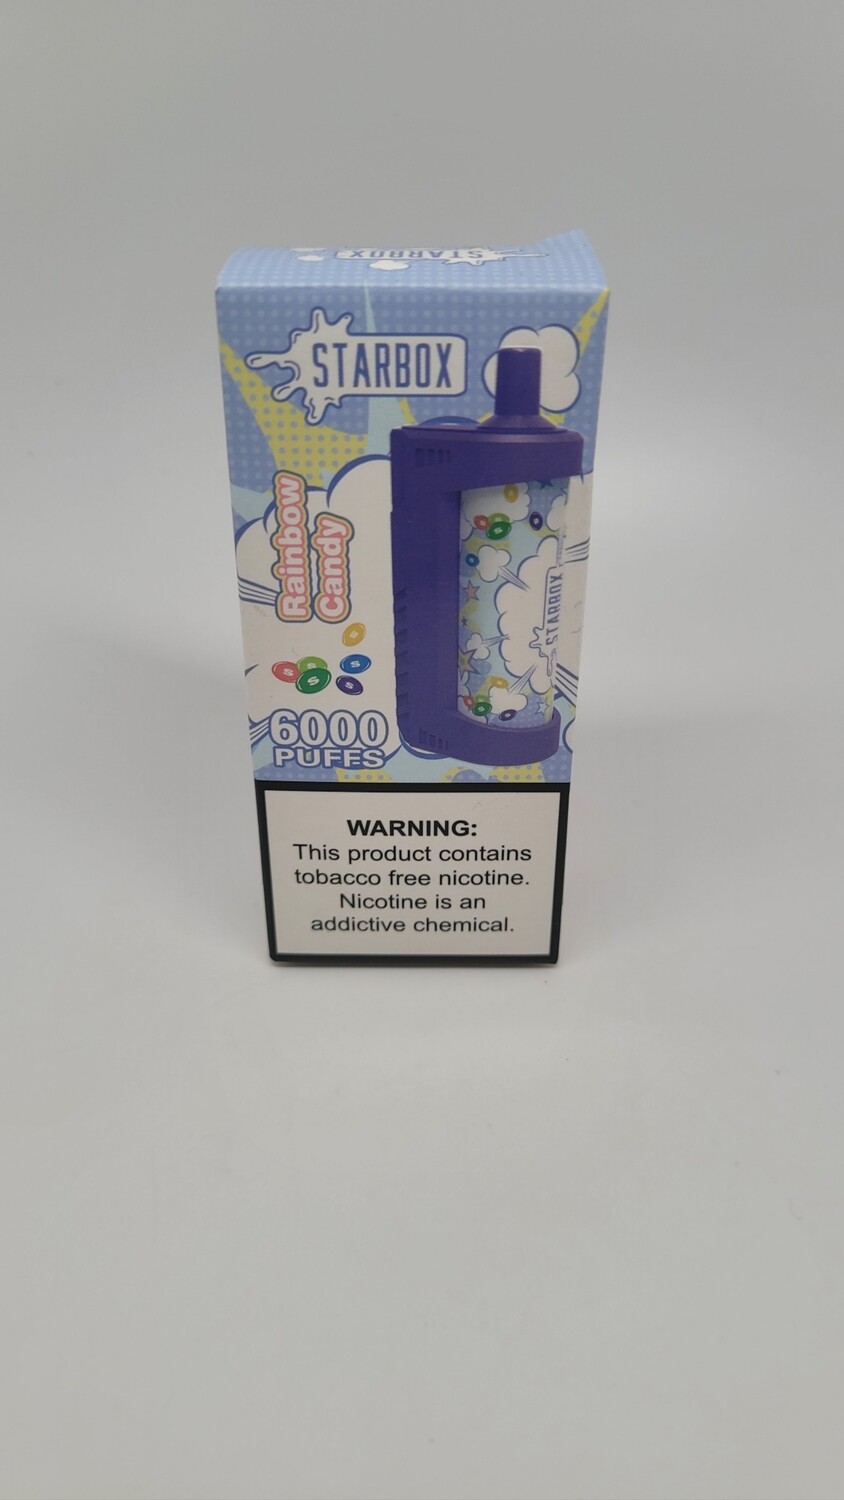 STARBOX
STARBOX
Rainbow
Candy
STARBOX
S
S
S
S
S
6000
PUFFS
WARNING:
This product contains
tobacco free nicotine.
Nicotine is an
addictive chemical.